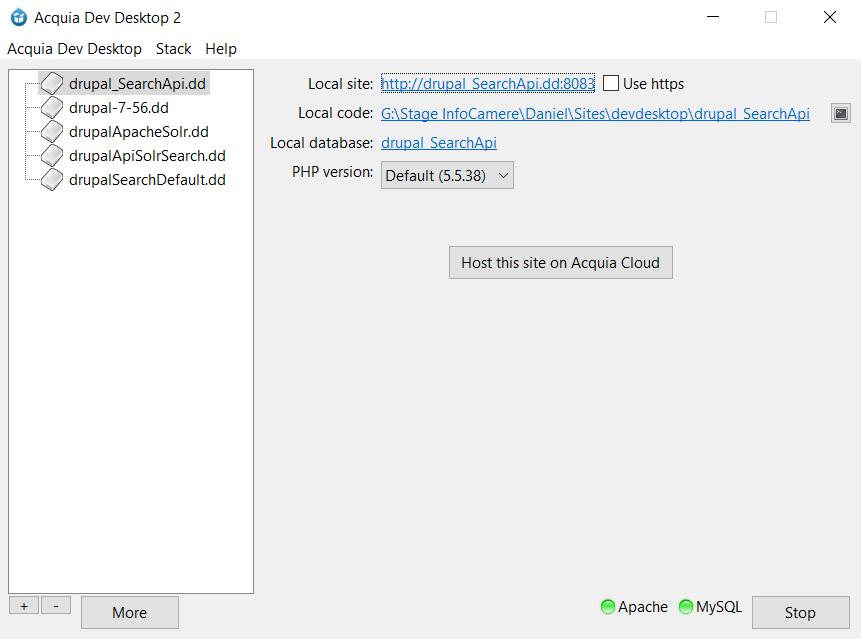 Acquia Dev Desktop 2
Acquia Dev Desktop Stack Help
drupal_SearchApi.dd
drupal-7-56.dd
drupalApacheSolr.dd
drupalApiSolrSearch.dd
drupalSearchDefault.dd
Local site: http://drupal_SearchApi.dd:8083 Use https
Local code: G:\Stage InfoCamere\Daniel\Sites\devdesktop\drupal_SearchApi
Local database: drupal_SearchApi
PHP version: Default (5.5.38)
Host this site on Acquia Cloud
+ - More
Apache MySQL Stop